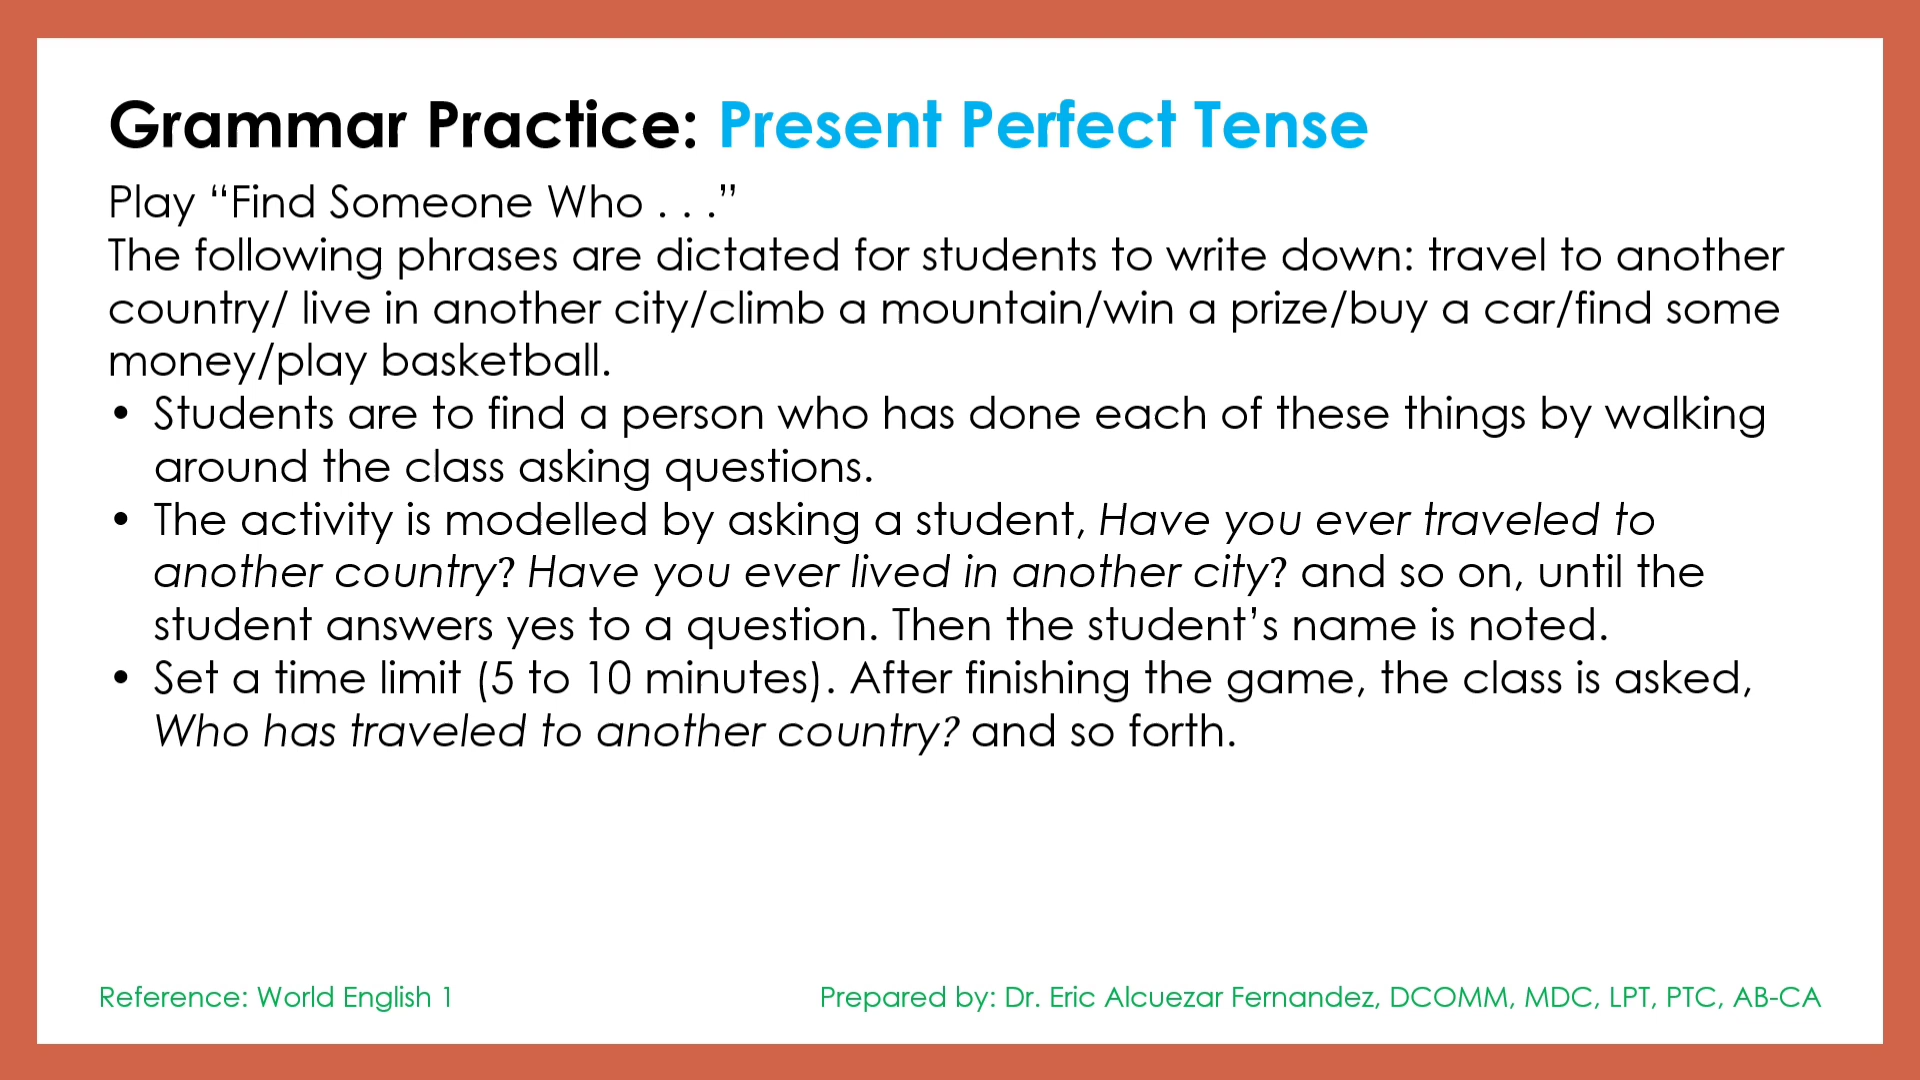 Grammar Practice: Present Perfect Tense
Play “Find Someone Who . . .”
The following phrases are dictated for students to write down: travel to another
country/ live in another city/climb a mountain/win a prize/buy a car/find some
money/play basketball.
• Students are to find a person who has done each of these things by walking
around the class asking questions.
• The activity is modelled by asking a student, Have you ever traveled to
another country? Have you ever lived in another city? and so on, until the
student answers yes to a question. Then the student’s name is noted.
• Set a time limit (5 to 10 minutes). After finishing the game, the class is asked,
Who has traveled to another country? and so forth.
Reference: World English 1
Prepared by: Dr. Eric Alcuezar Fernandez, DCOMM, MDC, LPT, PTC, AB-CA